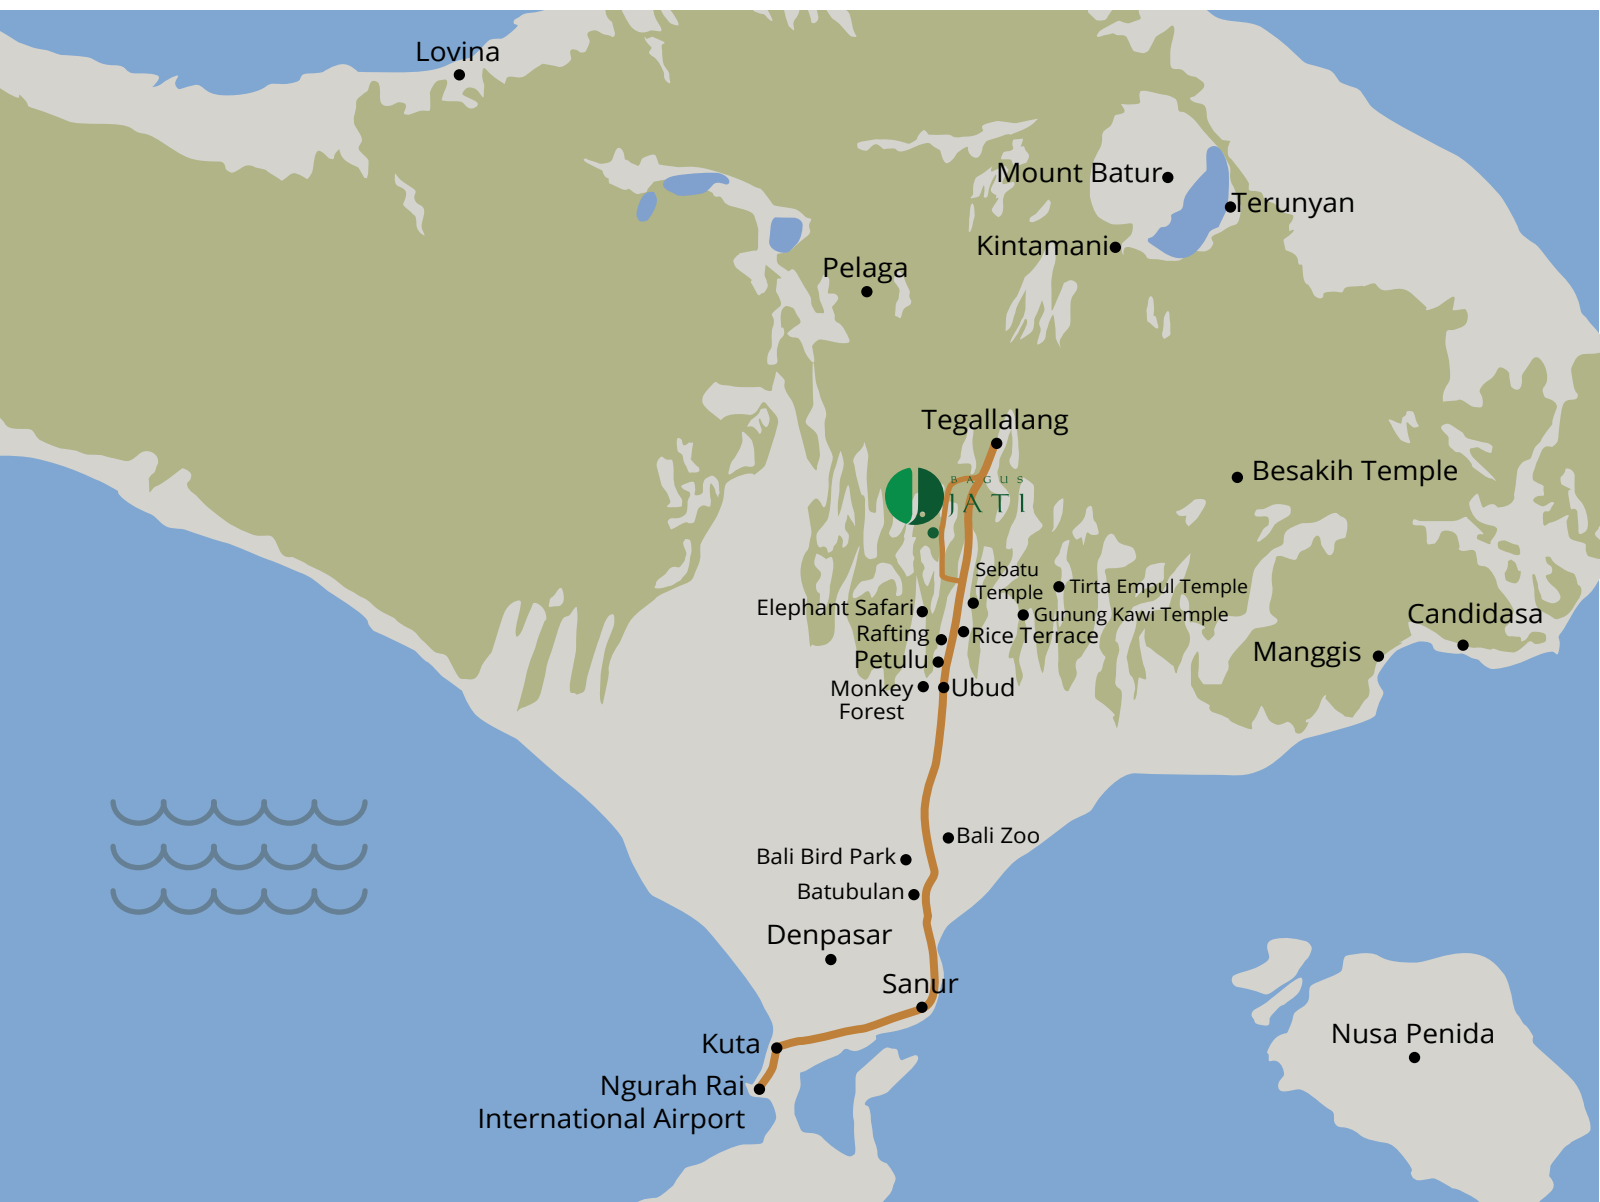 Lovina
Mount Batur
Terunyan
Kintamani
Pelaga
Tegallalang
Besakih Temple
BAGUS
JATI
Sebatu
Temple
Tirta Empul Temple
Elephant Safari
Gunung Kawi Temple
Candidasa
Rafting
Rice Terrace
Manggis
Petulu
Monkey
Forest
Ubud
Bali Zoo
Bali Bird Park
Batubulan
Denpasar
Sanur
Nusa Penida
Kuta
Ngurah Rai
International Airport